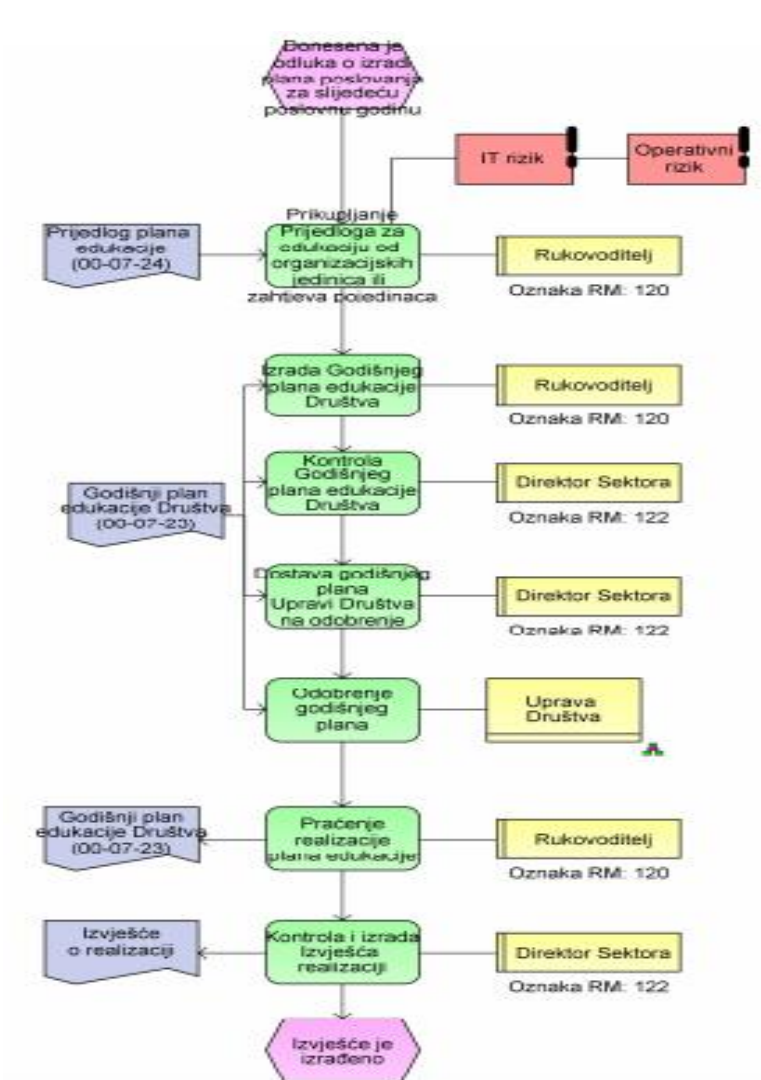 Donesena je
odluka o izradi
plana poslovanja
za slijedeću
poslovnu godinu
IT rizik
Operativni
rizik
Prijedlog plana
edukacije
(00-07-24)
Prikupljanje
Prijedloga za
edukaciju od
organizacijskih
jedinica ili
zahtjeva pojedinaca
Rukovoditelj
Oznaka RM: 120
Izrada Godišnjeg
plana edukacije
Društva
Rukovoditelj
Oznaka RM: 120
Godišnji plan
edukacije Društva
(00-07-23)
Kontrola
Godišnjeg
plana edukacije
Društva
Direktor Sektora
Oznaka RM: 122
Dostava godišnjeg
plana
Upravi Društva
na odobrenje
Direktor Sektora
Oznaka RM: 122
Odobrenje
godišnjeg
plana
Uprava
Društva
Godišnji plan
edukacije Društva
(00-07-23)
Praćenje
realizacije
plana edukacije
Rukovoditelj
Oznaka RM: 120
Izvješće
o realizaciji
Kontrola i izrada
Izvješća
realizaciji
Direktor Sektora
Oznaka RM: 122
Izvješće je
izrađeno